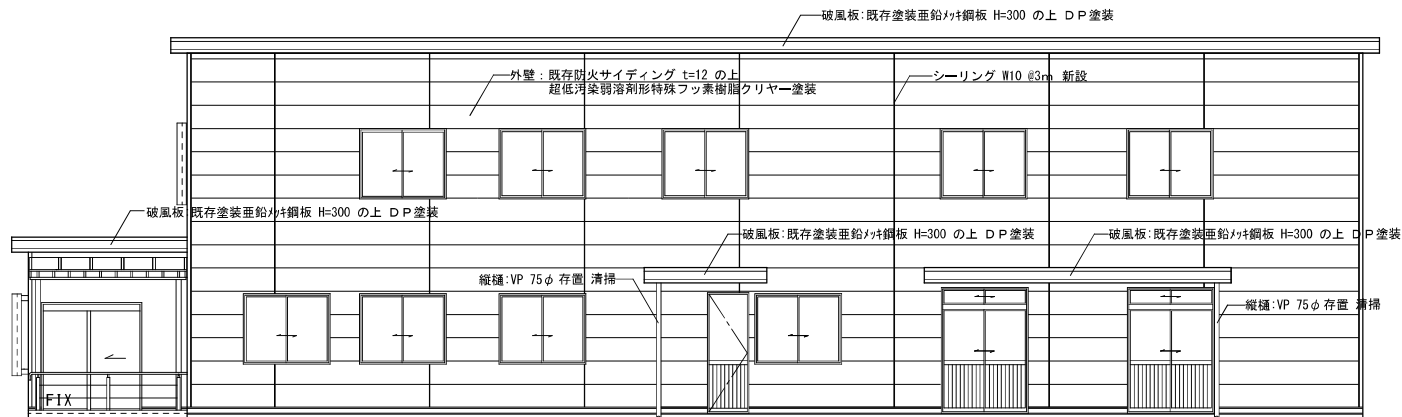 破風板:既存塗装亜鉛ﾒｯｷ鋼板 H=300 の上 ＤＰ塗装
外壁：既存防火サイディング t=12 の上
超低汚染弱溶剤形特殊フッ素樹脂クリヤー塗装
シーリング W10 @3ｍ 新設
破風板:既存塗装亜鉛ﾒｯｷ鋼板 H=300 の上 ＤＰ塗装
破風板:既存塗装亜鉛ﾒｯｷ鋼板 H=300 の上 ＤＰ塗装
破風板:既存塗装亜鉛ﾒｯｷ鋼板 H=300 の上 ＤＰ塗装
縦樋:VP 75φ 存置 清掃
縦樋:VP 75φ 存置 清掃
FIX